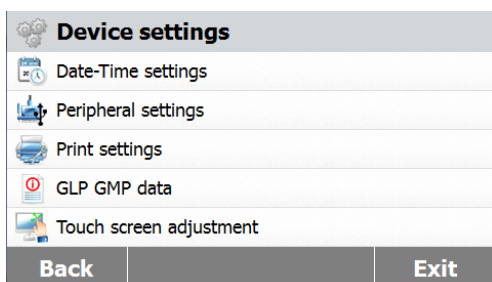 Device settings
Date-Time settings
Peripheral settings
Print settings
GLP GMP data
Touch screen adjustment
Back
Exit